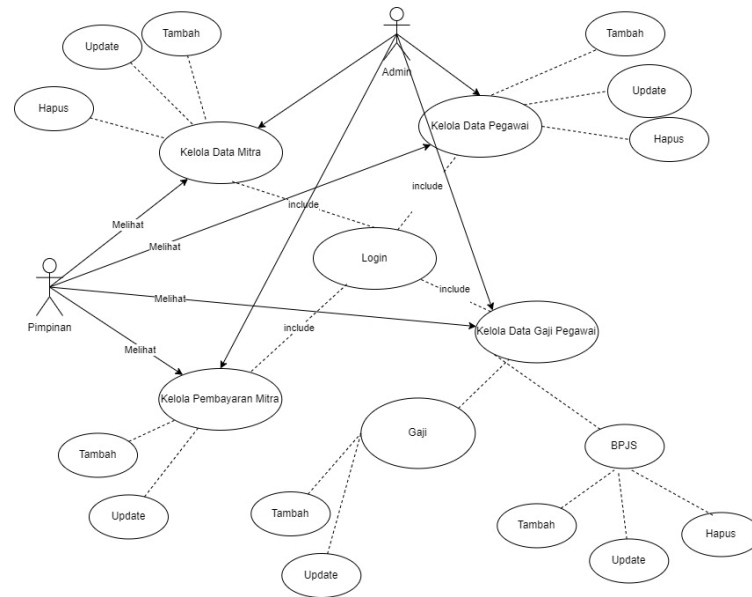 Tambah
Update
Tambah
Admin
Update
Hapus
Kelola Data Pegawai
Hapus
Kelola Data Mitra
include
include
Melihat
Melihat
Login
Melihat
include
Pimpinan
include
Kelola Data Gaji Pegawai
Melihat
Kelola Pembayaran Mitra
Gaji
BPJS
Tambah
Tambah
Tambah
Update
Hapus
Update
Update